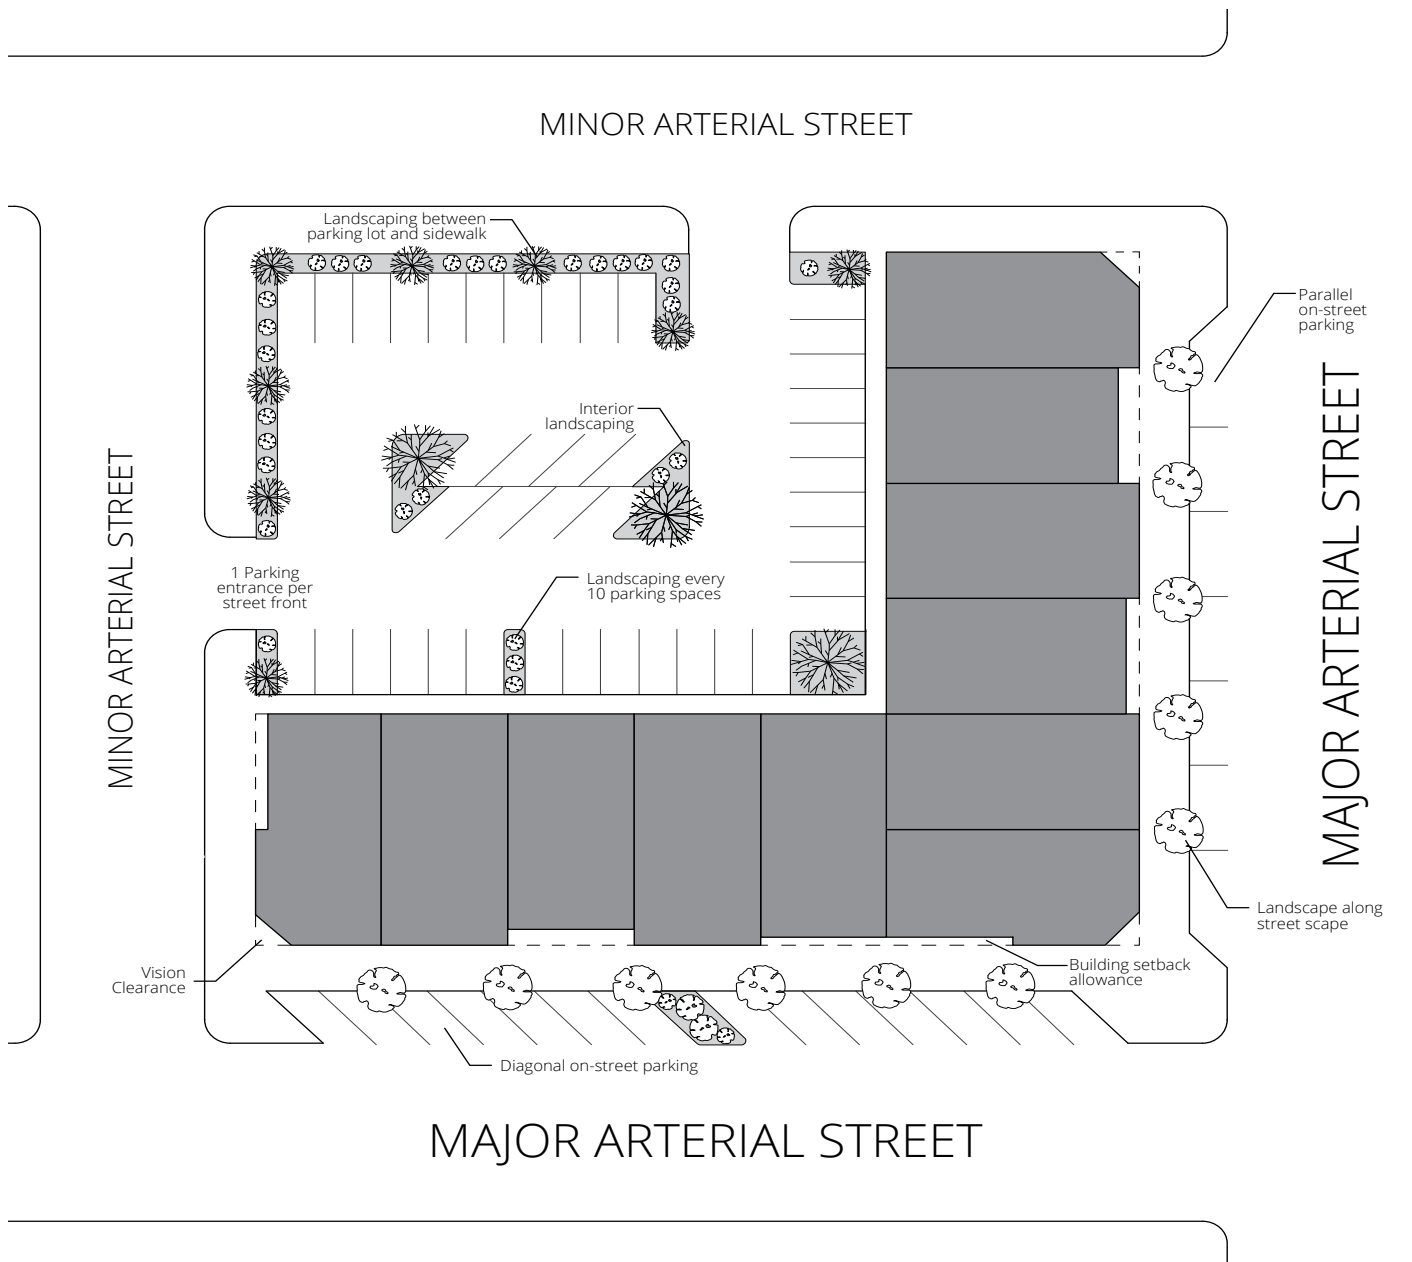 MINOR ARTERIAL STREET
Landscaping between
parking lot and sidewalk
Parallel
on-street
parking
Interior
landscaping
MINOR ARTERIAL STREET
MAJOR ARTERIAL STREET
1 Parking
entrance per
street front
Landscaping every
10 parking spaces
Landscape along
street scape
Vision
Clearance
Building setback
allowance
Diagonal on-street parking
MAJOR ARTERIAL STREET